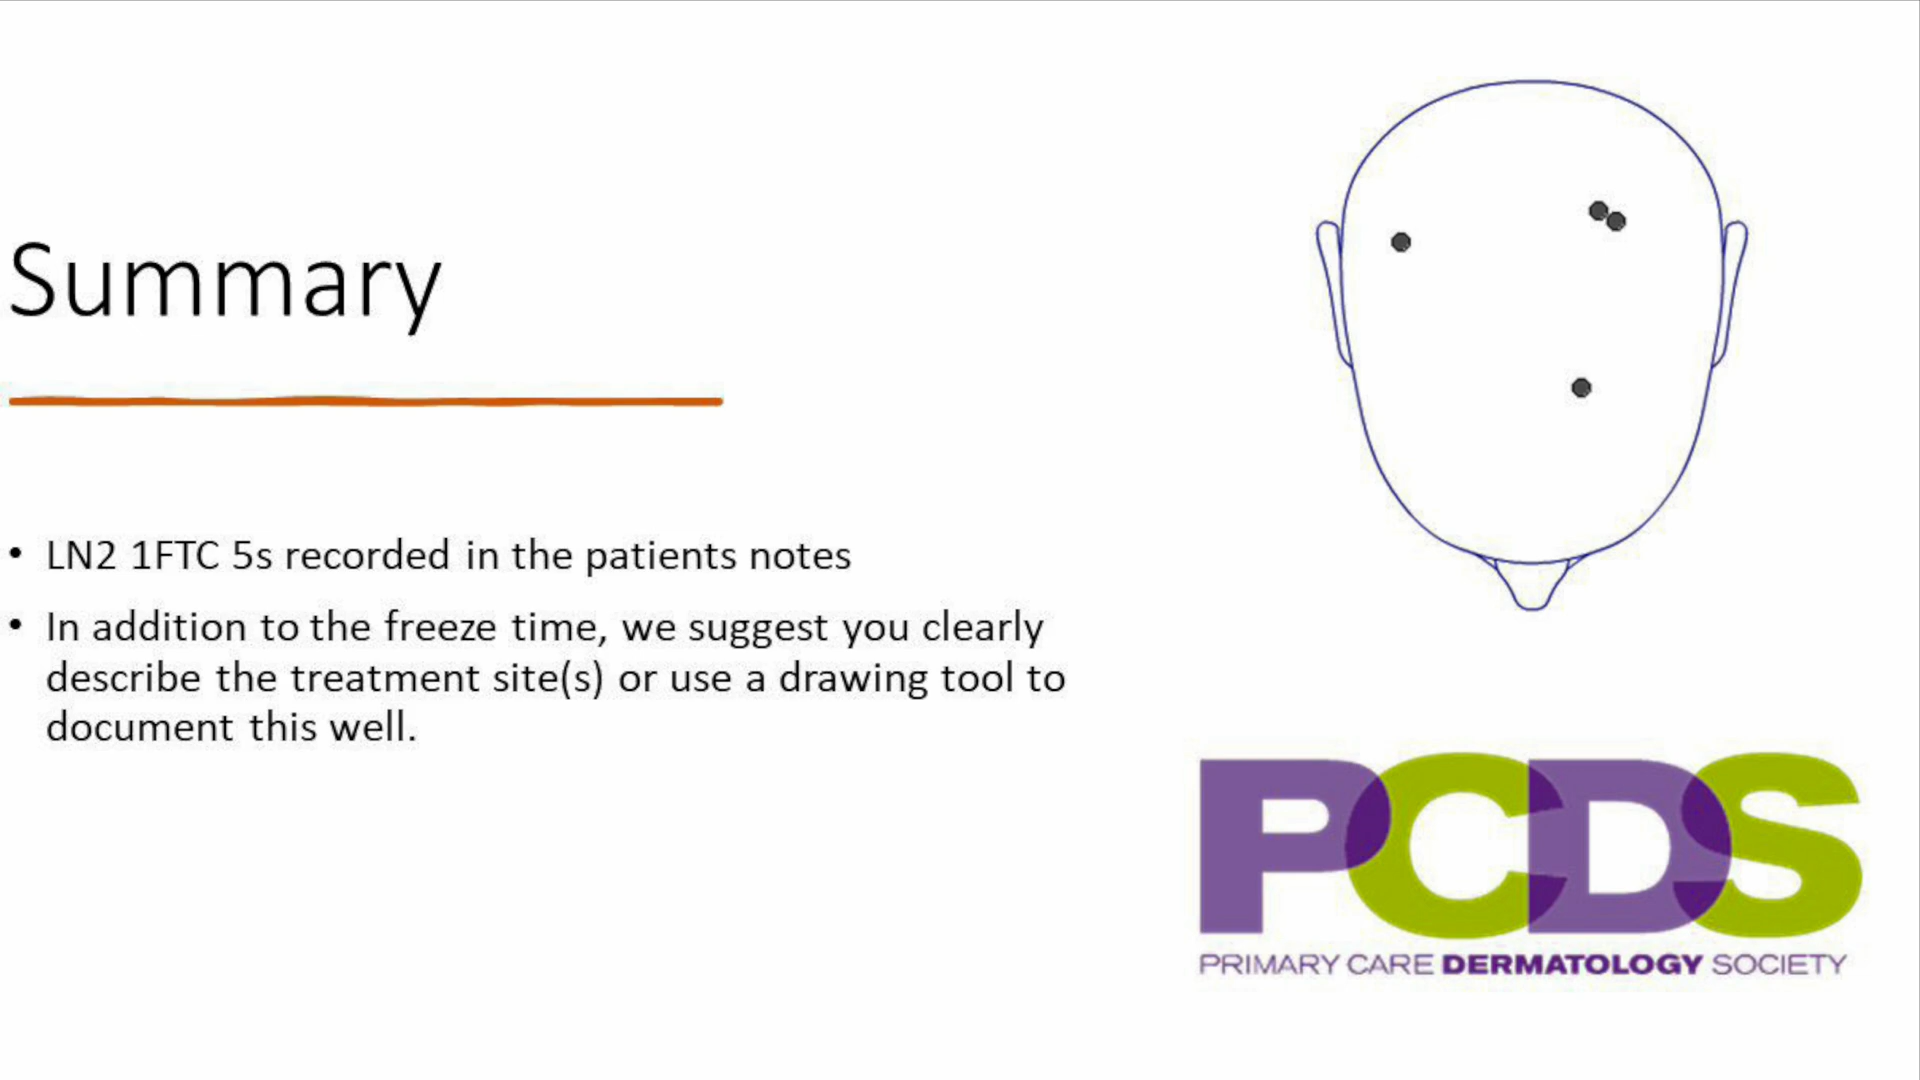 Summary
• LN2 1FTC 5s recorded in the patients notes
• In addition to the freeze time, we suggest you clearly
describe the treatment site(s) or use a drawing tool to
document this well.
PCDS
PRIMARY CARE DERMATOLOGY SOCIETY